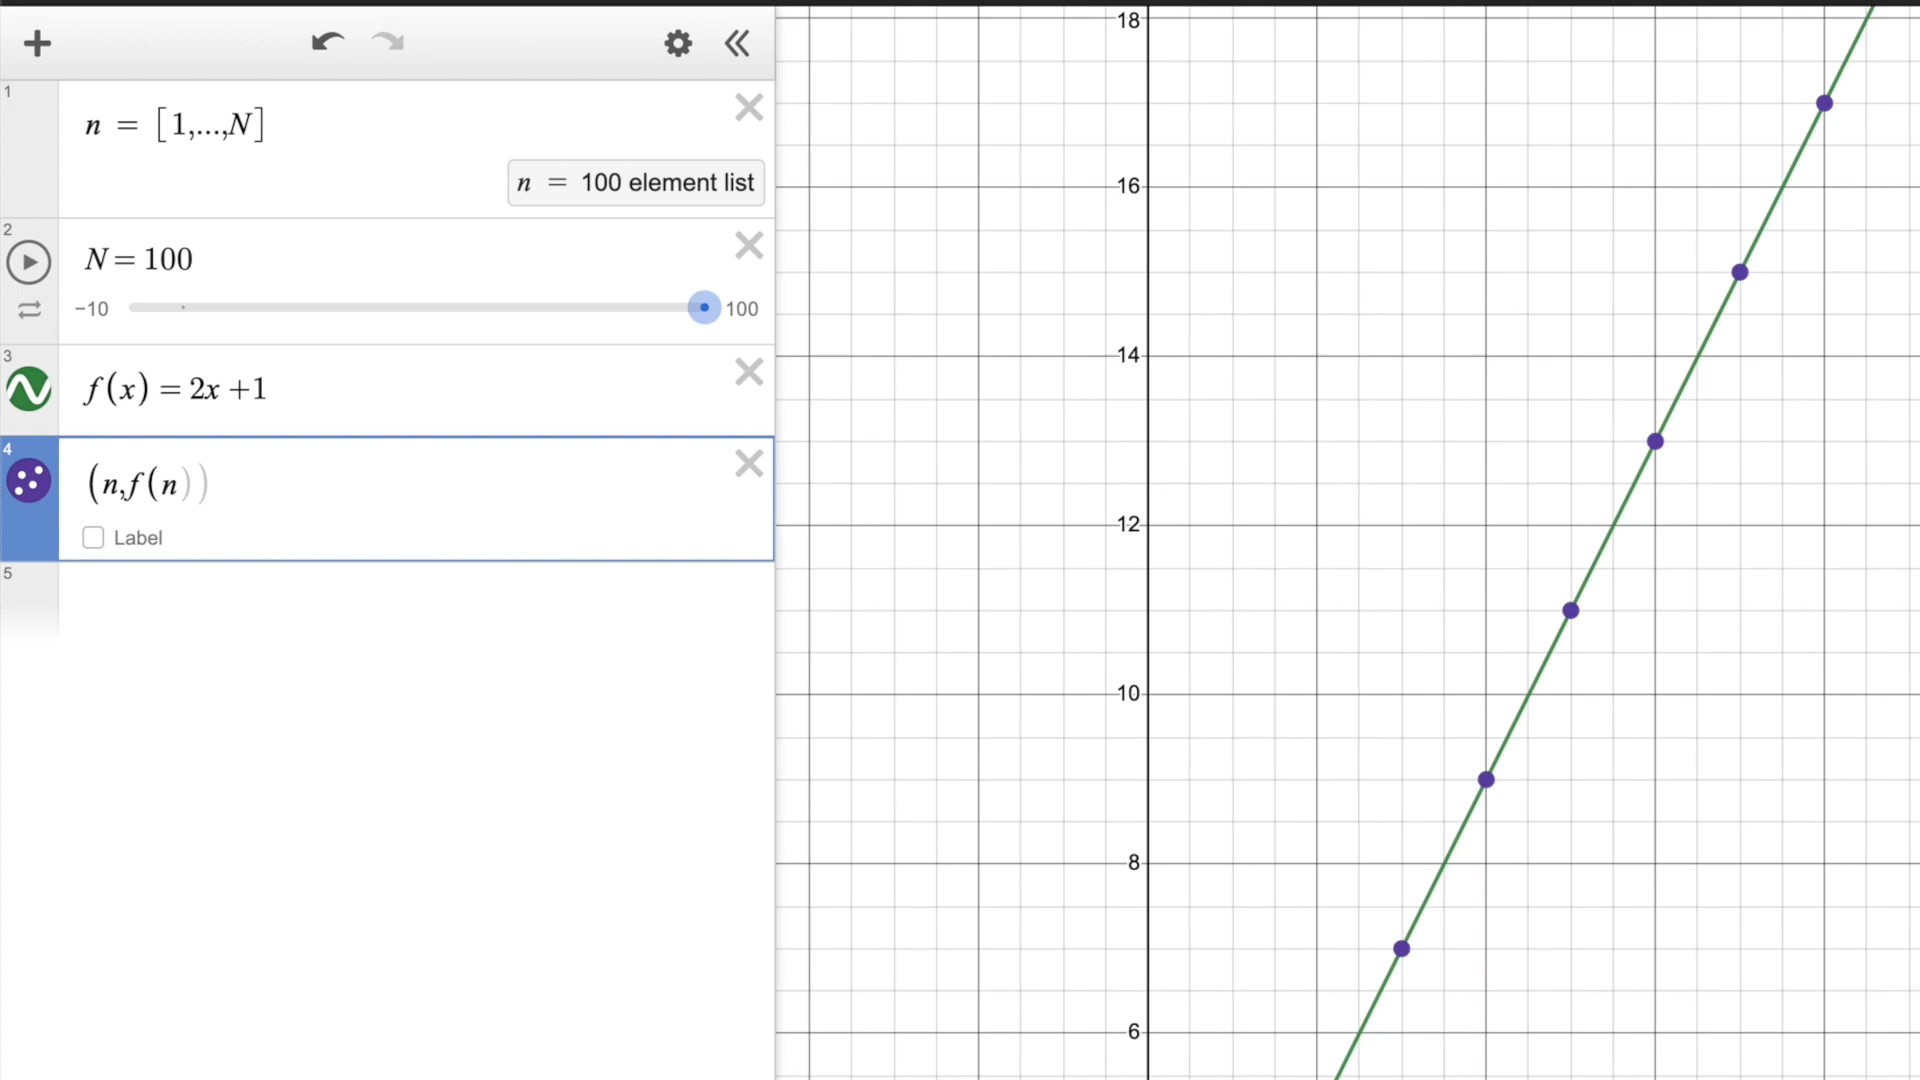 1
n = [1,...,N]
n = 100 element list
2
N = 100
−10
100
3
f(x) = 2x + 1
4
(n,f(n))
Label
5
18
16
14
12
10
8
6